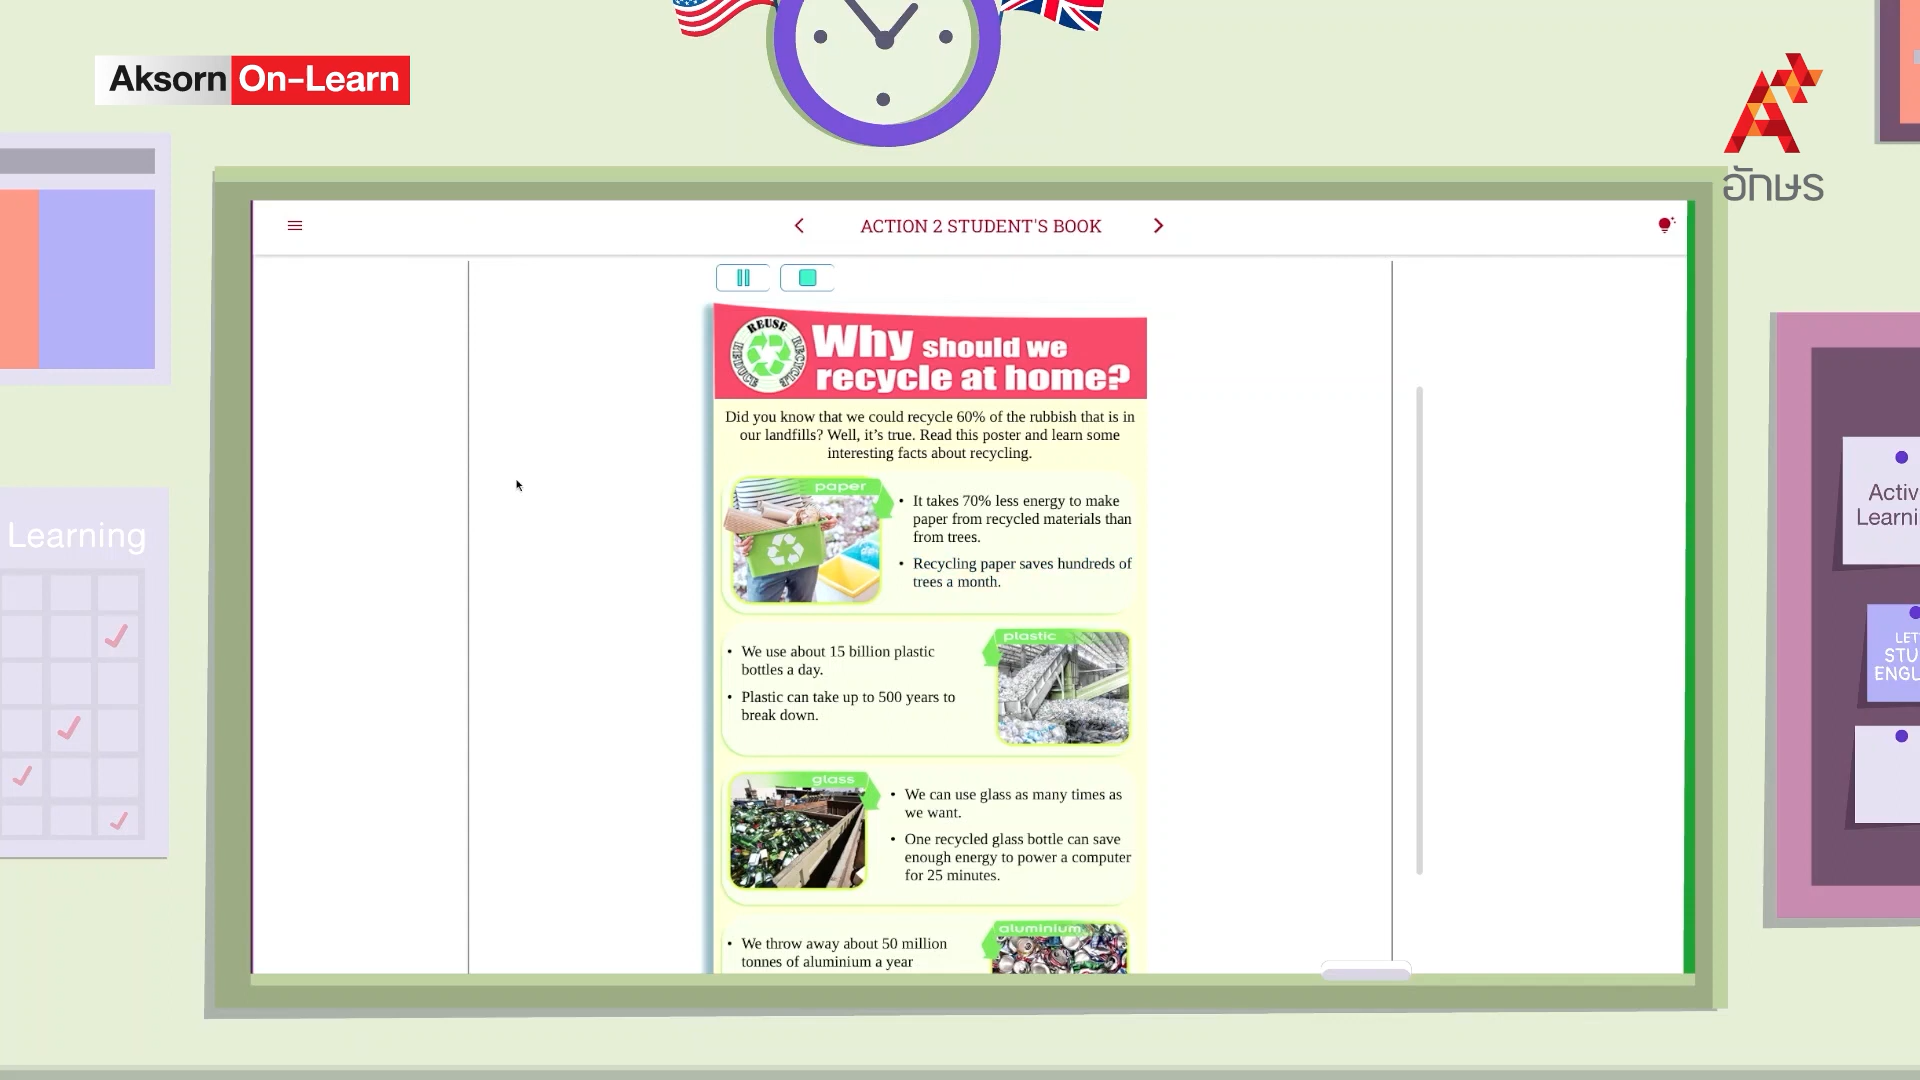 Aksorn On-Learn
อักษร
ACTION 2 STUDENT'S BOOK
REUSE
RECYCLE
REDUCE
Why should we
recycle at home?
Did you know that we could recycle 60% of the rubbish that is in
our landfills? Well, it's true. Read this poster and learn some
interesting facts about recycling.
paper
• It takes 70% less energy to make
paper from recycled materials than
from trees.
• Recycling paper saves hundreds of
trees a month.
plastic
• We use about 15 billion plastic
bottles a day.
• Plastic can take up to 500 years to
break down.
glass
• We can use glass as many times as
we want.
• One recycled glass bottle can save
enough energy to power a computer
for 25 minutes.
aluminium
• We throw away about 50 million
tonnes of aluminium a year
Learning
Activ
Learni
LET
STU
ENGL